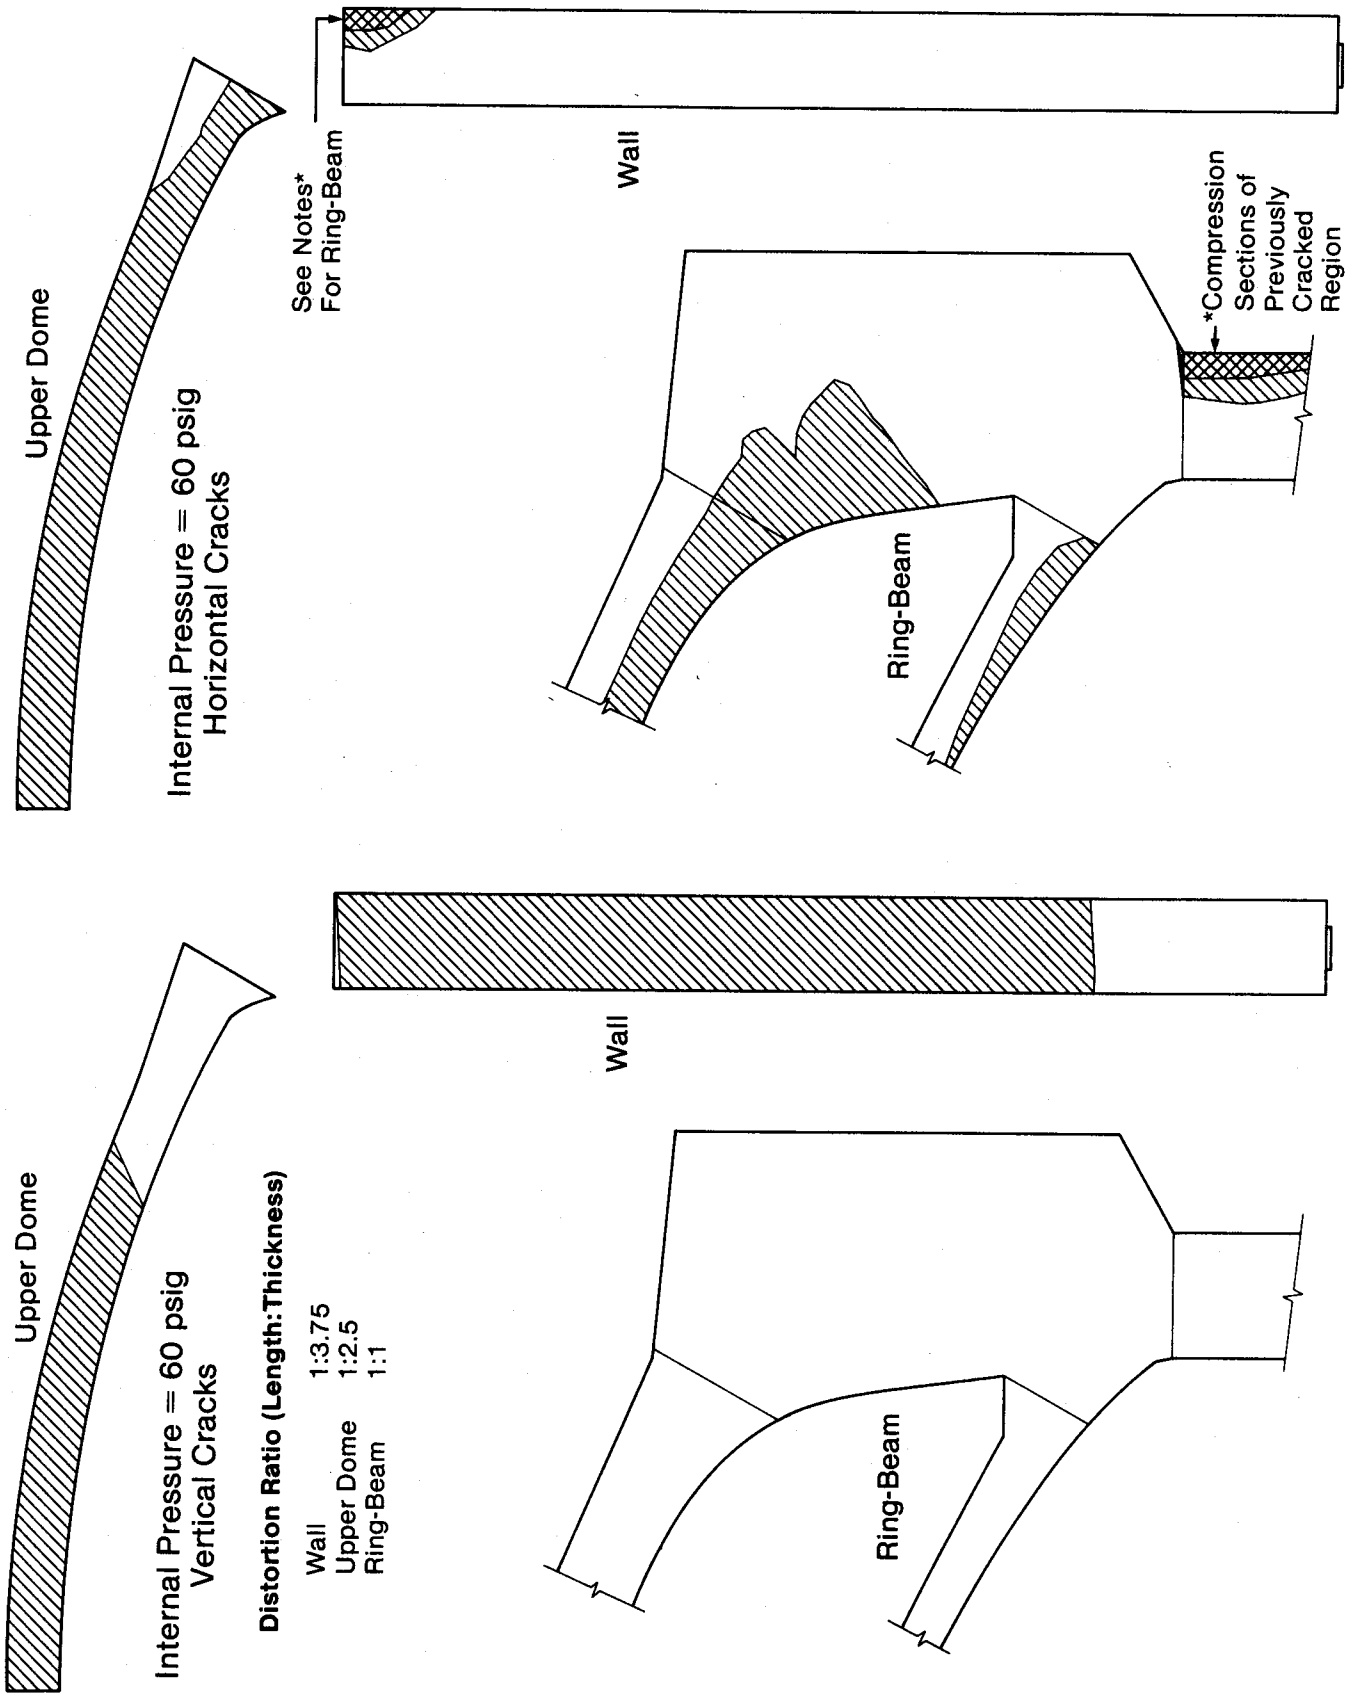 Upper Dome
Internal Pressure = 60 psig
Vertical Cracks
Distortion Ratio (Length:Thickness)
Wall 1:3.75
Upper Dome 1:2.5
Ring-Beam 1:1
Wall
Ring-Beam
Upper Dome
Internal Pressure = 60 psig
Horizontal Cracks
See Notes*
For Ring-Beam
Wall
Ring-Beam
*Compression
Sections of
Previously
Cracked
Region